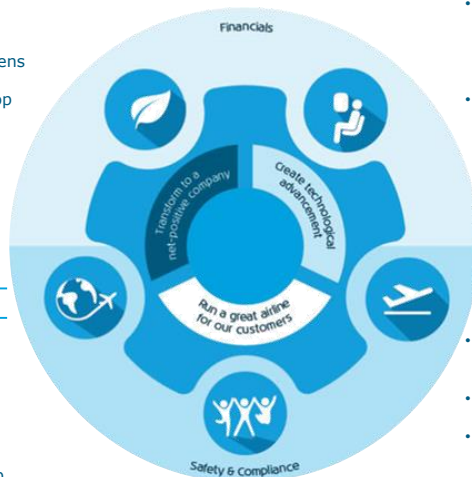 Financials
Transform to a
net-positive company
Create technological
advancement
Run a great airline
for our customers
Safety & Compliance